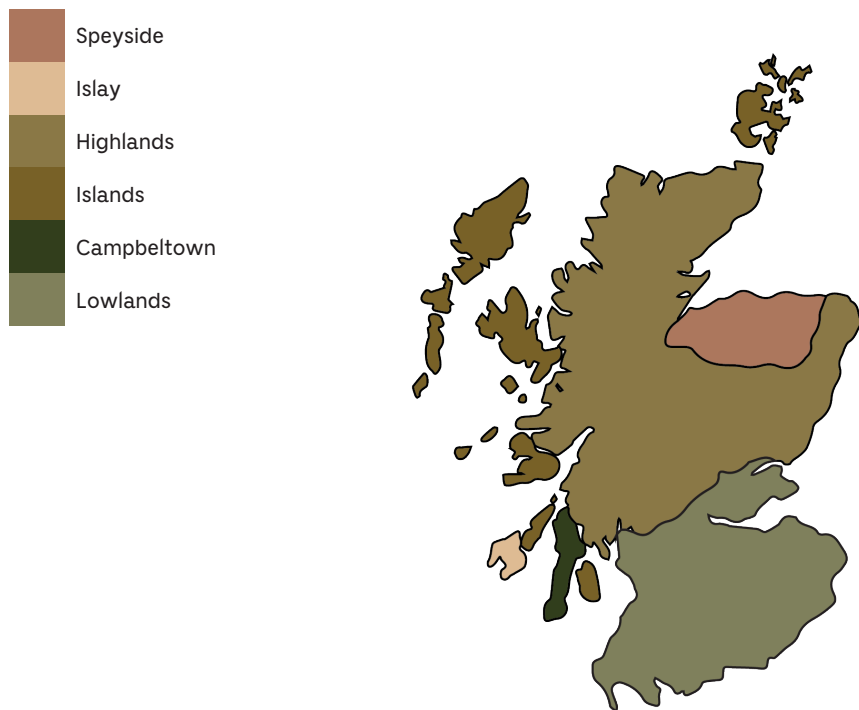 Speyside
Islay
Highlands
Islands
Campbeltown
Lowlands